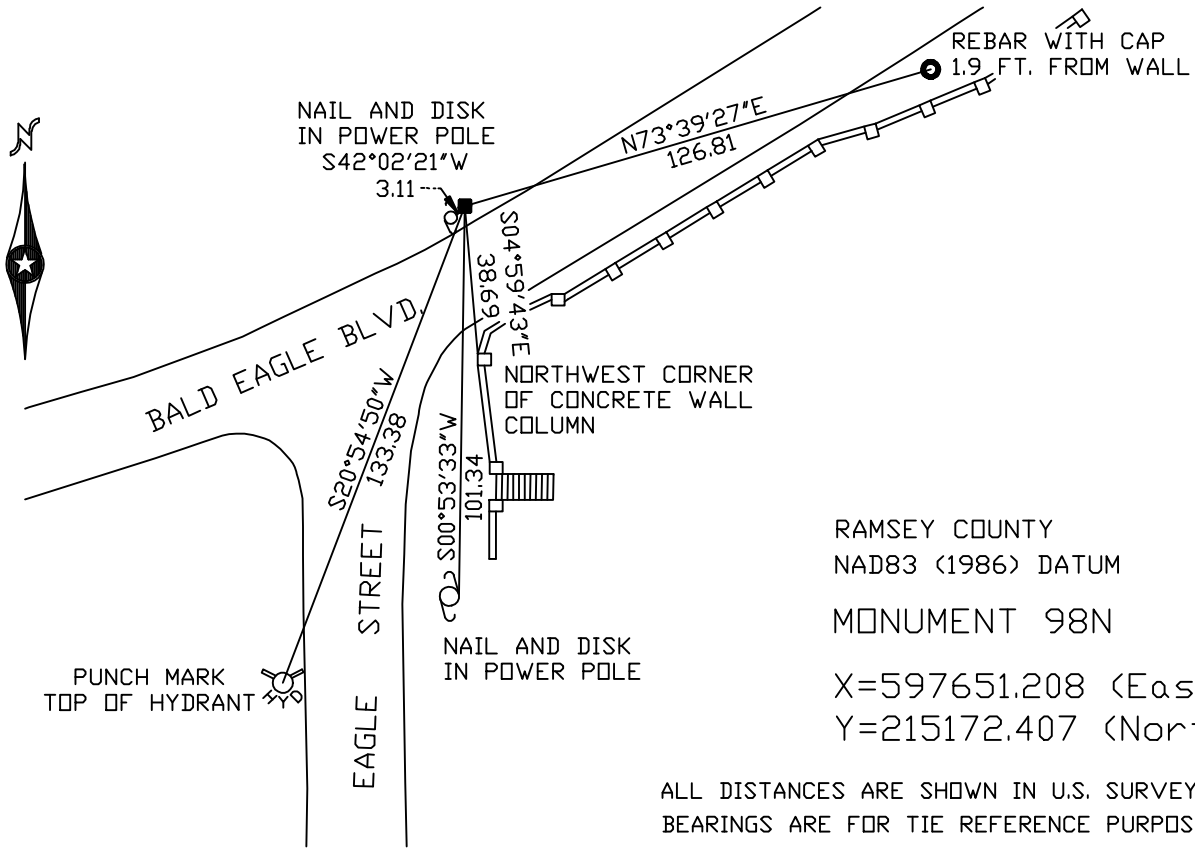 REBAR WITH CAP
1.9 FT. FROM WALL
N
NAIL AND DISK
IN POWER POLE
S42°02'21"W
3.11
N73°39'27"E
126.81
S04°59'43"E
38.69
BALD EAGLE BLVD.
NORTHWEST CORNER
OF CONCRETE WALL
COLUMN
S20°54'50"W
133.38
S00°53'33"W
101.34
EAGLE STREET
NAIL AND DISK
IN POWER POLE
PUNCH MARK
TOP OF HYDRANT
HYD
RAMSEY COUNTY
NAD83 (1986) DATUM
MONUMENT 98N
X=597651.208 (Eas
Y=215172.407 (Nor
ALL DISTANCES ARE SHOWN IN U.S. SURVEY
BEARINGS ARE FOR TIE REFERENCE PURPOS